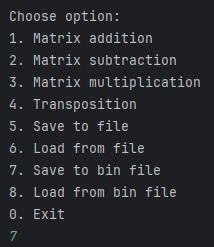 Choose option:
1. Matrix addition
2. Matrix subtraction
3. Matrix multiplication
4. Transposition
5. Save to file
6. Load from file
7. Save to bin file
8. Load from bin file
0. Exit
7